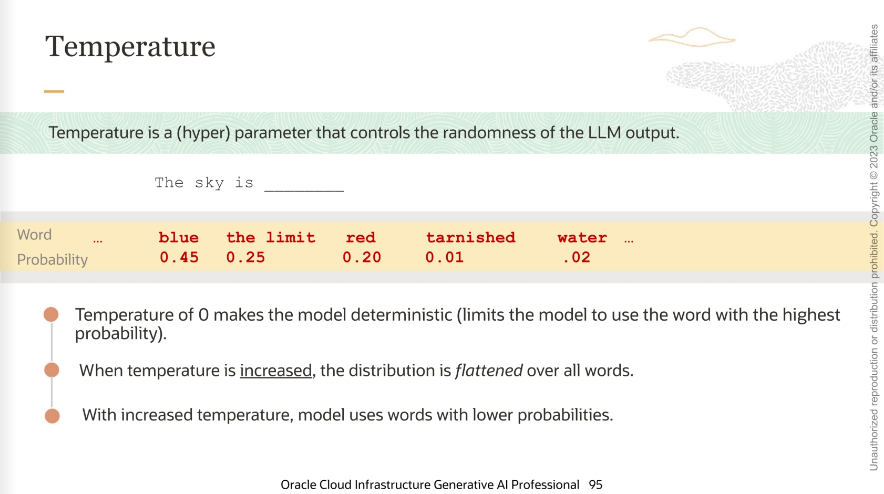 Temperature
Temperature is a (hyper) parameter that controls the randomness of the LLM output.
The sky is ________
Word ... blue the limit red tarnished water ...
Probability 0.45 0.25 0.20 0.01 .02
Temperature of 0 makes the model deterministic (limits the model to use the word with the highest
probability).
When temperature is increased, the distribution is flattened over all words.
With increased temperature, model uses words with lower probabilities.
Oracle Cloud Infrastructure Generative AI Professional 95
Unauthorized reproduction or distribution prohibited. Copyright © 2023 Oracle and/or its affiliates